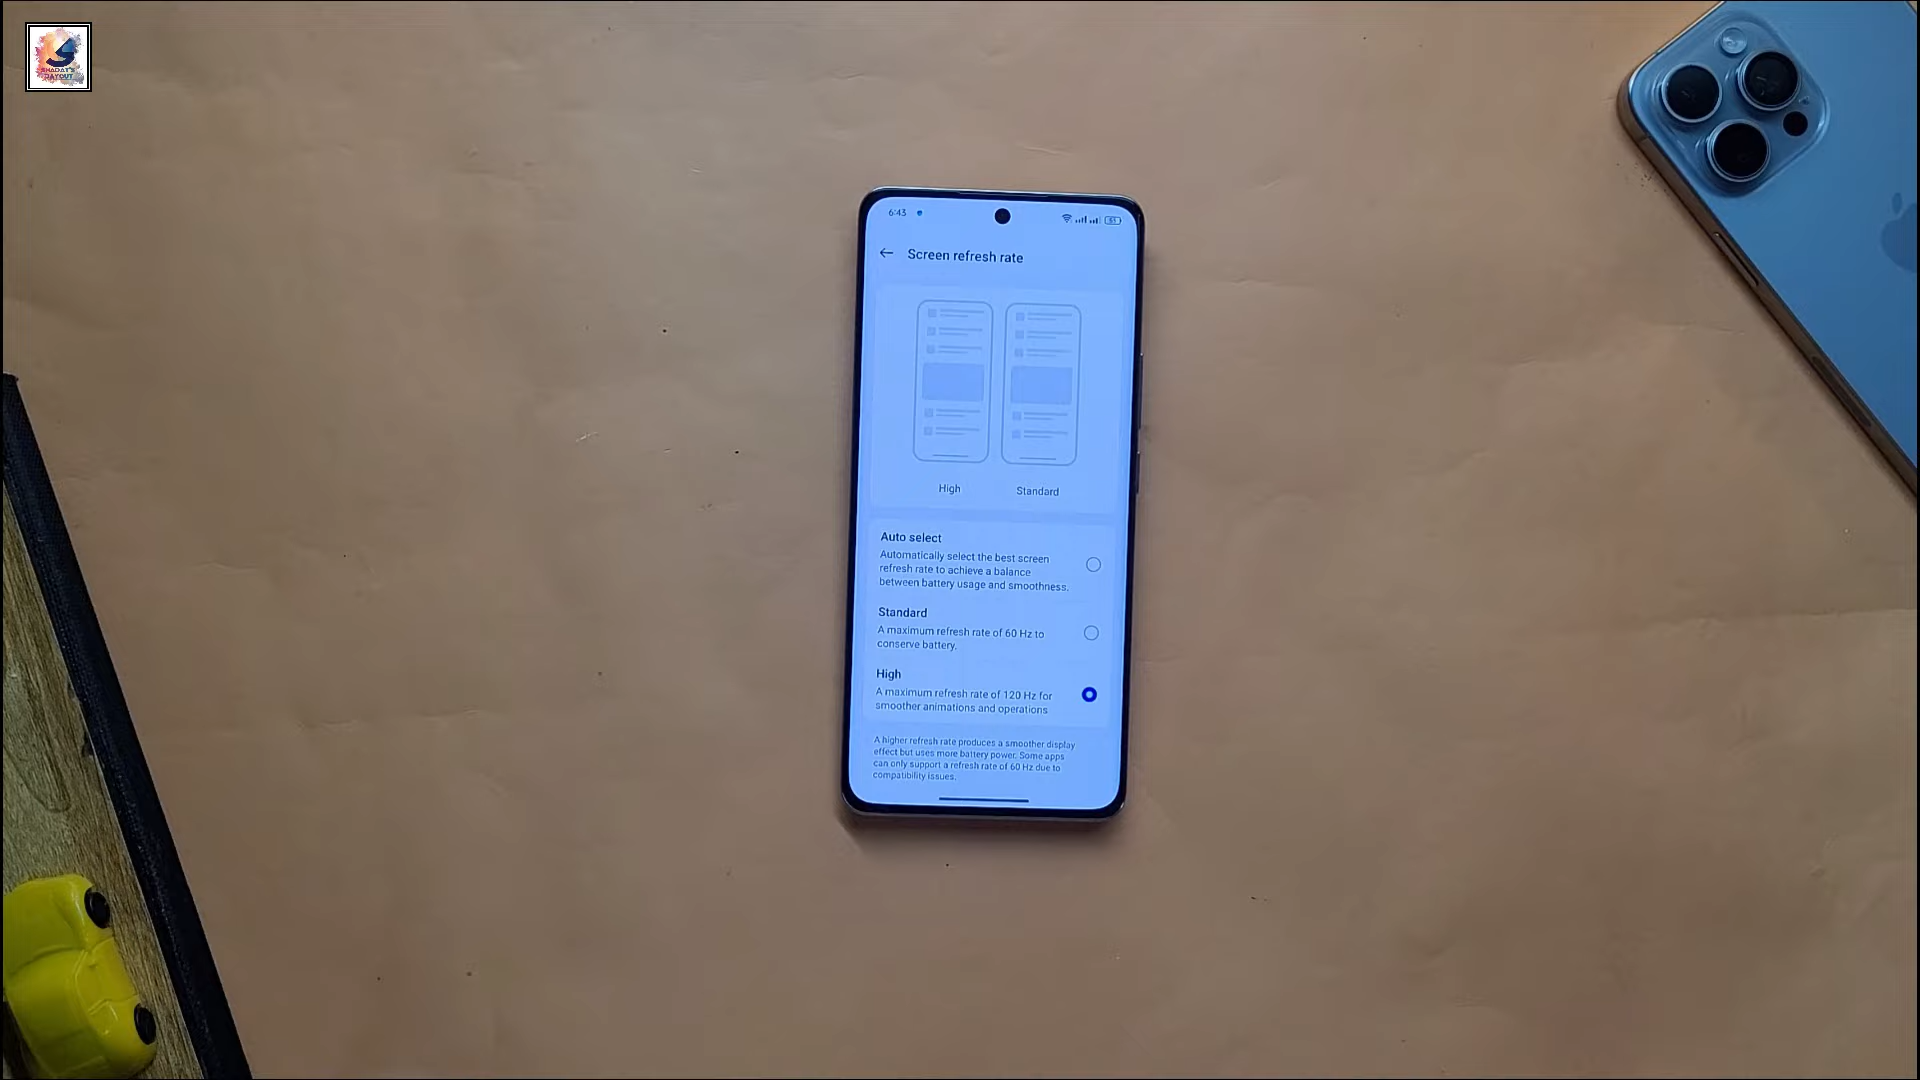 SHADAT'S
DAYOUT
6:43
51
Screen refresh rate
High
Standard
Auto select
Automatically select the best screen
refresh rate to achieve a balance
between battery usage and smoothness.
Standard
A maximum refresh rate of 60 Hz to
conserve battery.
High
A maximum refresh rate of 120 Hz for
smoother animations and operations
A higher refresh rate produces a smoother display
effect but uses more battery power. Some apps
can only support a refresh rate of 60 Hz due to
compatibility issues.